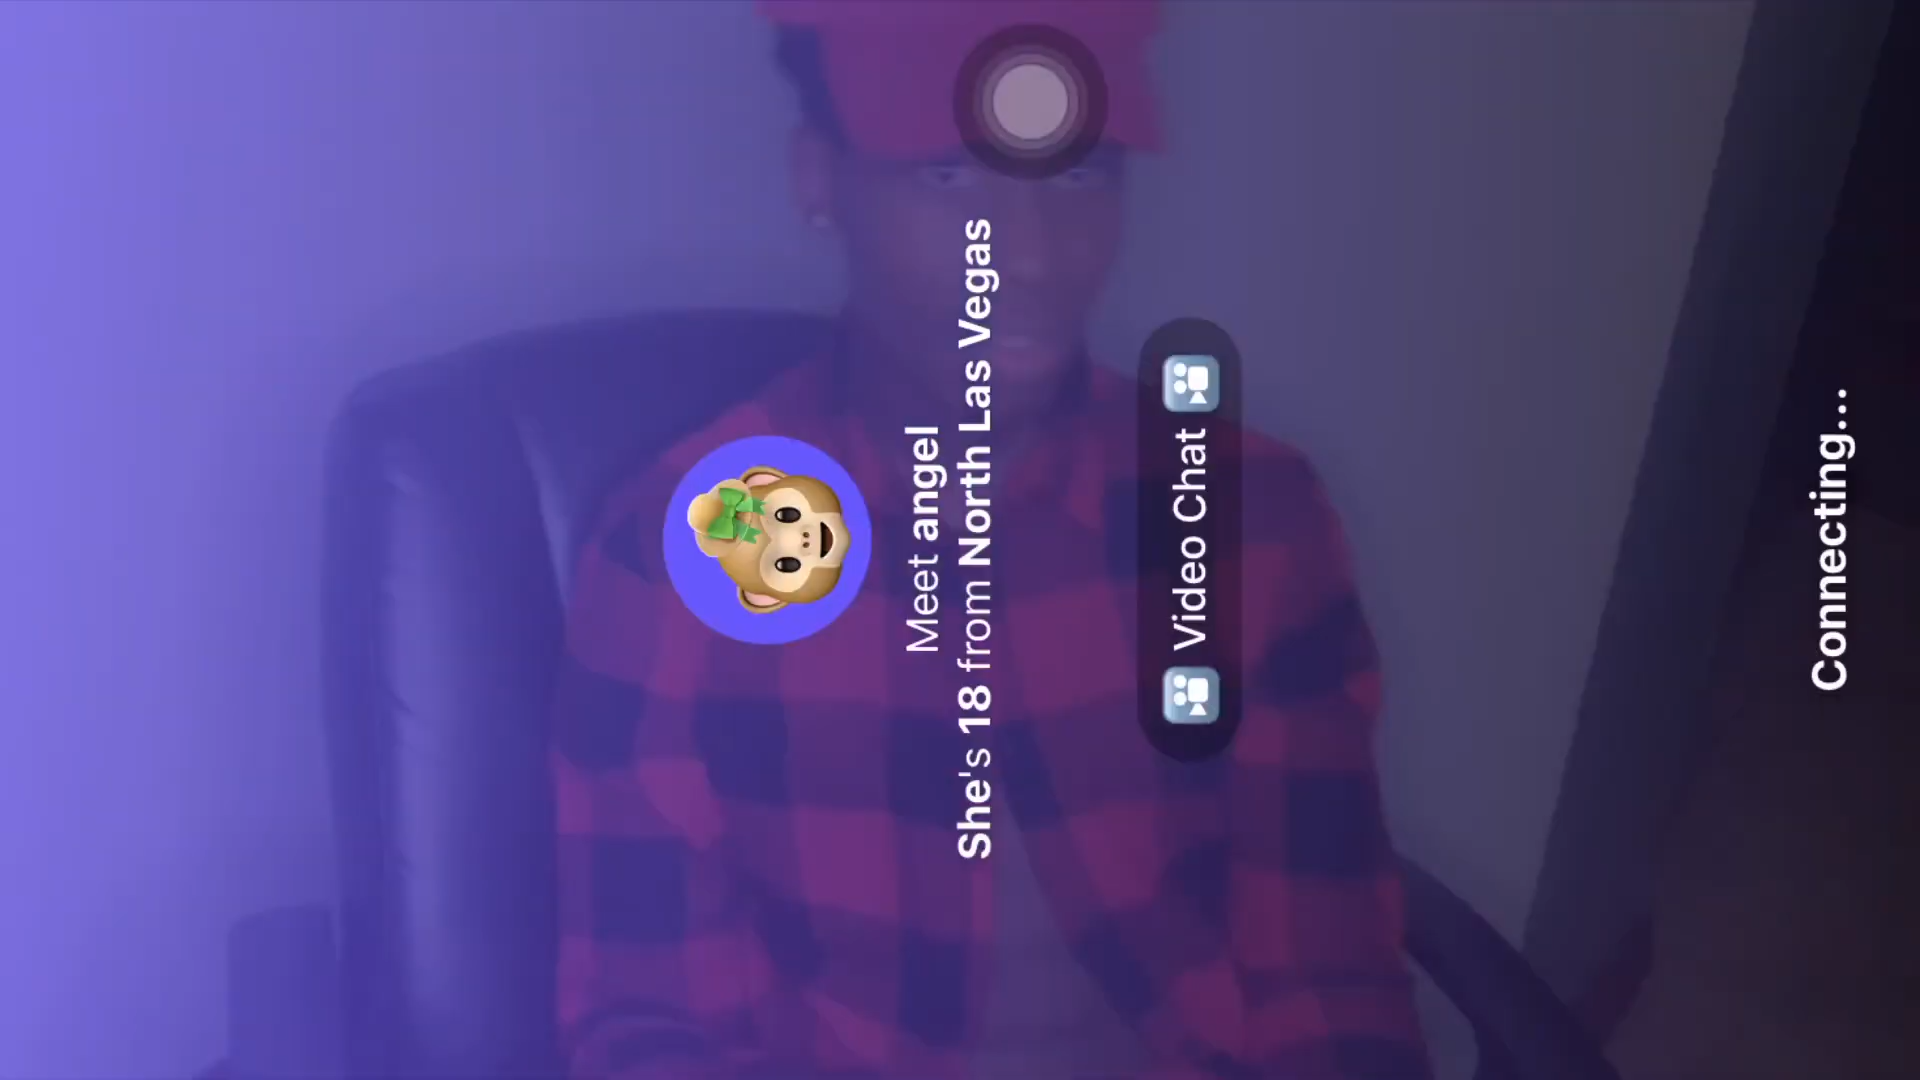 Meet angel
She's 18 from North Las Vegas
🎦 Video Chat 🎦
Connecting...